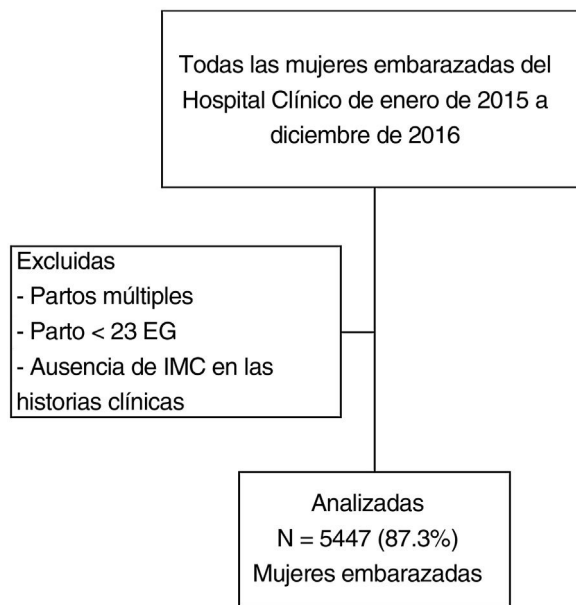 Todas las mujeres embarazadas del
Hospital Clínico de enero de 2015 a
diciembre de 2016
Excluidas
- Partos múltiples
- Parto < 23 EG
- Ausencia de IMC en las
historias clínicas
Analizadas
N = 5447 (87.3%)
Mujeres embarazadas